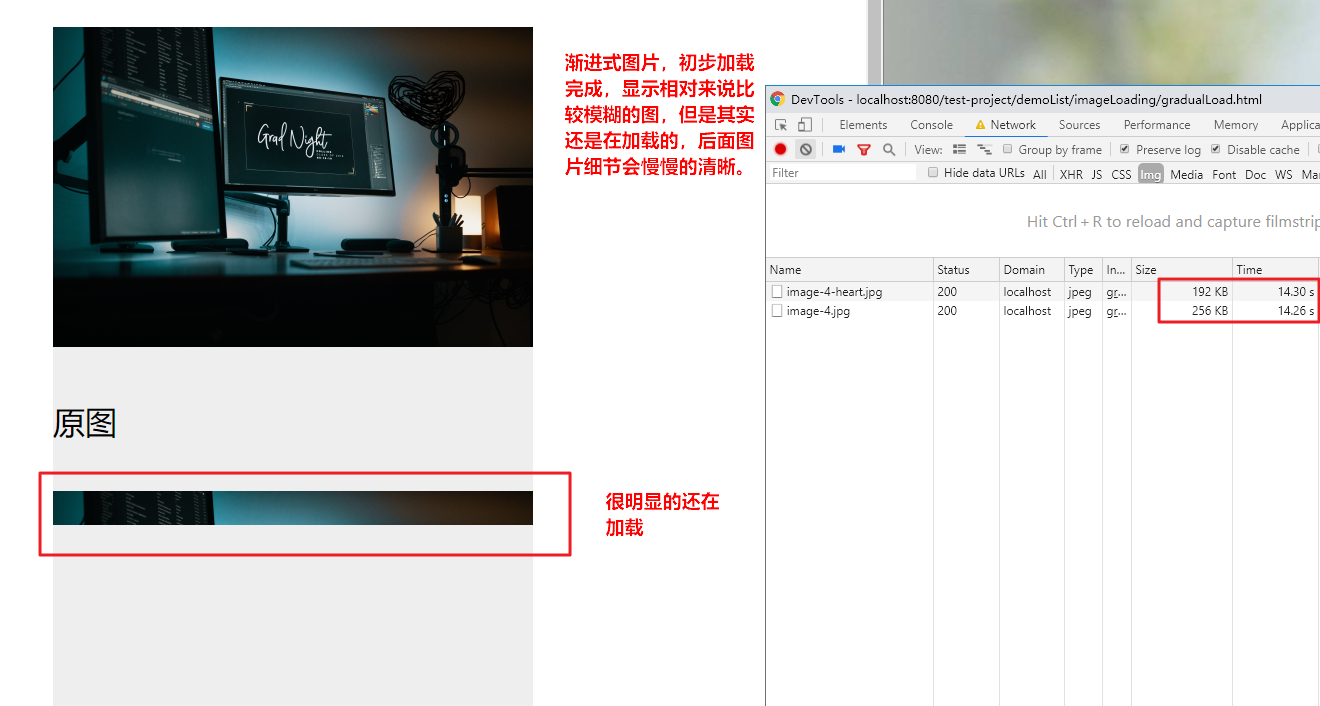 Grad Night
渐进式图片，初步加载
完成，显示相对来说比
较模糊的图，但是其实
还是在加载的，后面图
片细节会慢慢的清晰。
原图
很明显的还在
加载
DevTools - localhost:8080/test-project/demoList/imageLoading/gradualLoad.html
Elements Console Network Sources Performance Memory Applica
View: Group by frame Preserve log Disable cache
Filter Hide data URLs All XHR JS CSS Img Media Font Doc WS Ma
Hit Ctrl + R to reload and capture filmstrip
Name Status Domain Type In... Size Time
image-4-heart.jpg 200 localhost jpeg gr... 192 KB 14.30 s
image-4.jpg 200 localhost jpeg gr... 256 KB 14.26 s